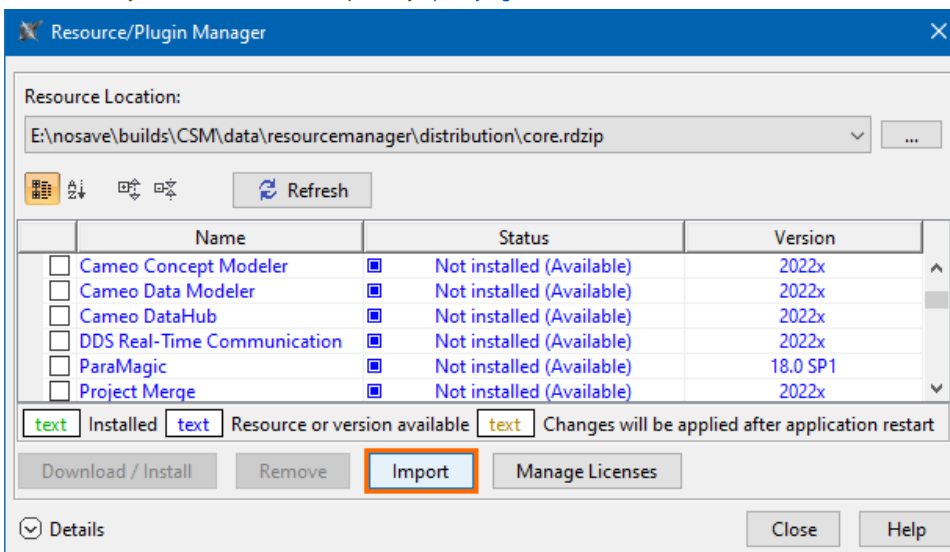 Resource/Plugin Manager
Resource Location:
E:\nosave\builds\CSM\data\resourcemanager\distribution\core.rdzip
...
Refresh
Name Status Version
Cameo Concept Modeler Not installed (Available) 2022x
Cameo Data Modeler Not installed (Available) 2022x
Cameo DataHub Not installed (Available) 2022x
DDS Real-Time Communication Not installed (Available) 2022x
ParaMagic Not installed (Available) 18.0 SP1
Project Merge Not installed (Available) 2022x
text Installed text Resource or version available text Changes will be applied after application restart
Download / Install Remove Import Manage Licenses
Details Close Help